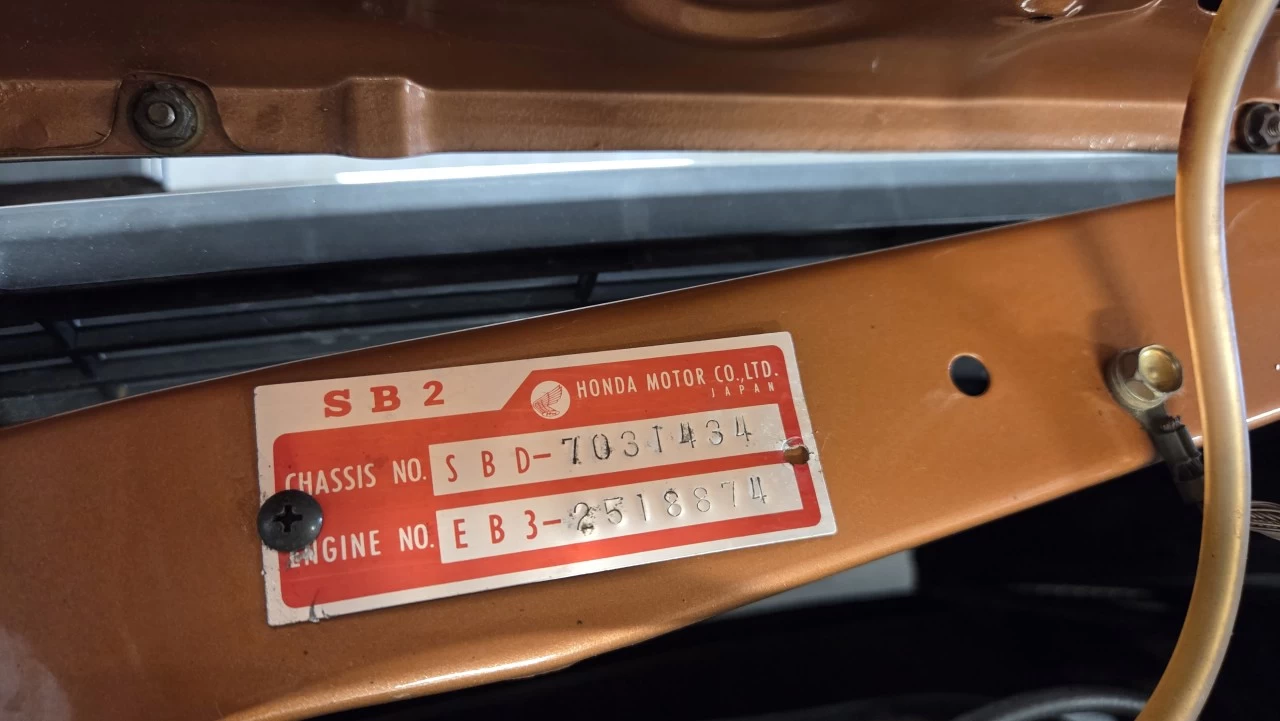 SB2
HONDA MOTOR CO.,LTD.
JAPAN
CHASSIS NO. SBD-7031434
ENGINE NO. EB3-2518874